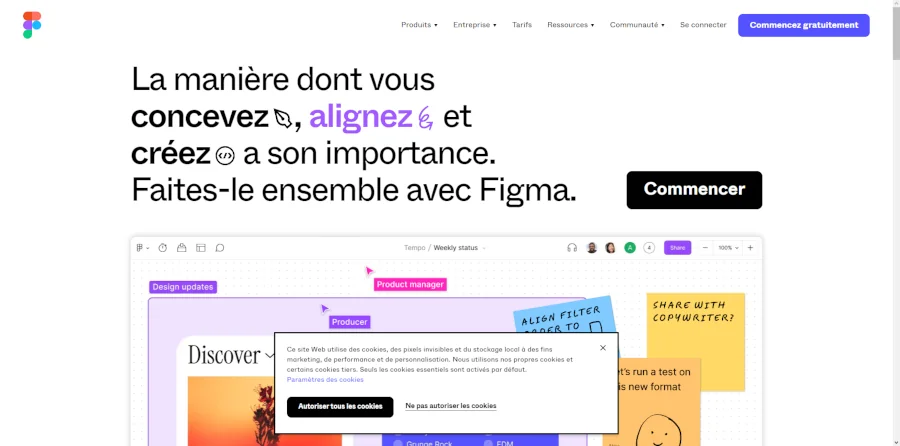 Produits Entreprise Tarifs Ressources Communauté Se connecter Commencez gratuitement
La manière dont vous
concevez, alignez et
créez a son importance.
Faites-le ensemble avec Figma.
Commencer
Tempo / Weekly status
A
4
Share
100%
Design updates
Product manager
Producer
ALIGN FILTER
ORDER TO
SHARE WITH
COPYWRITER?
Discover
Let's run a test on
this new format
Ce site Web utilise des cookies, des pixels invisibles et du stockage local à des fins
marketing, de performance et de personnalisation. Nous utilisons nos propres cookies et
certains cookies tiers. Seuls les cookies essentiels sont activés par défaut.
Paramètres des cookies
Autoriser tous les cookies
Ne pas autoriser les cookies
Grunge Rock
EDM